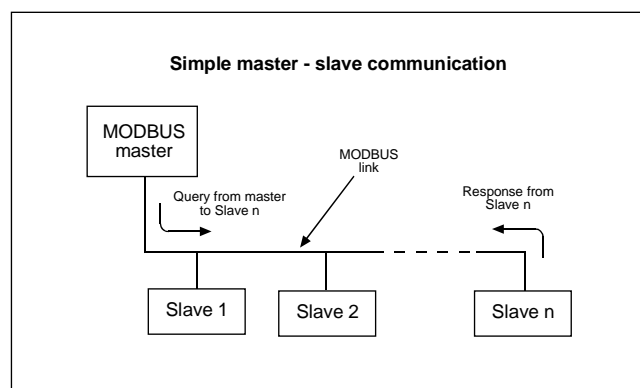 Simple master - slave communication
MODBUS
master
MODBUS
link
Query from master
to Slave n
Response from
Slave n
Slave 1
Slave 2
Slave n